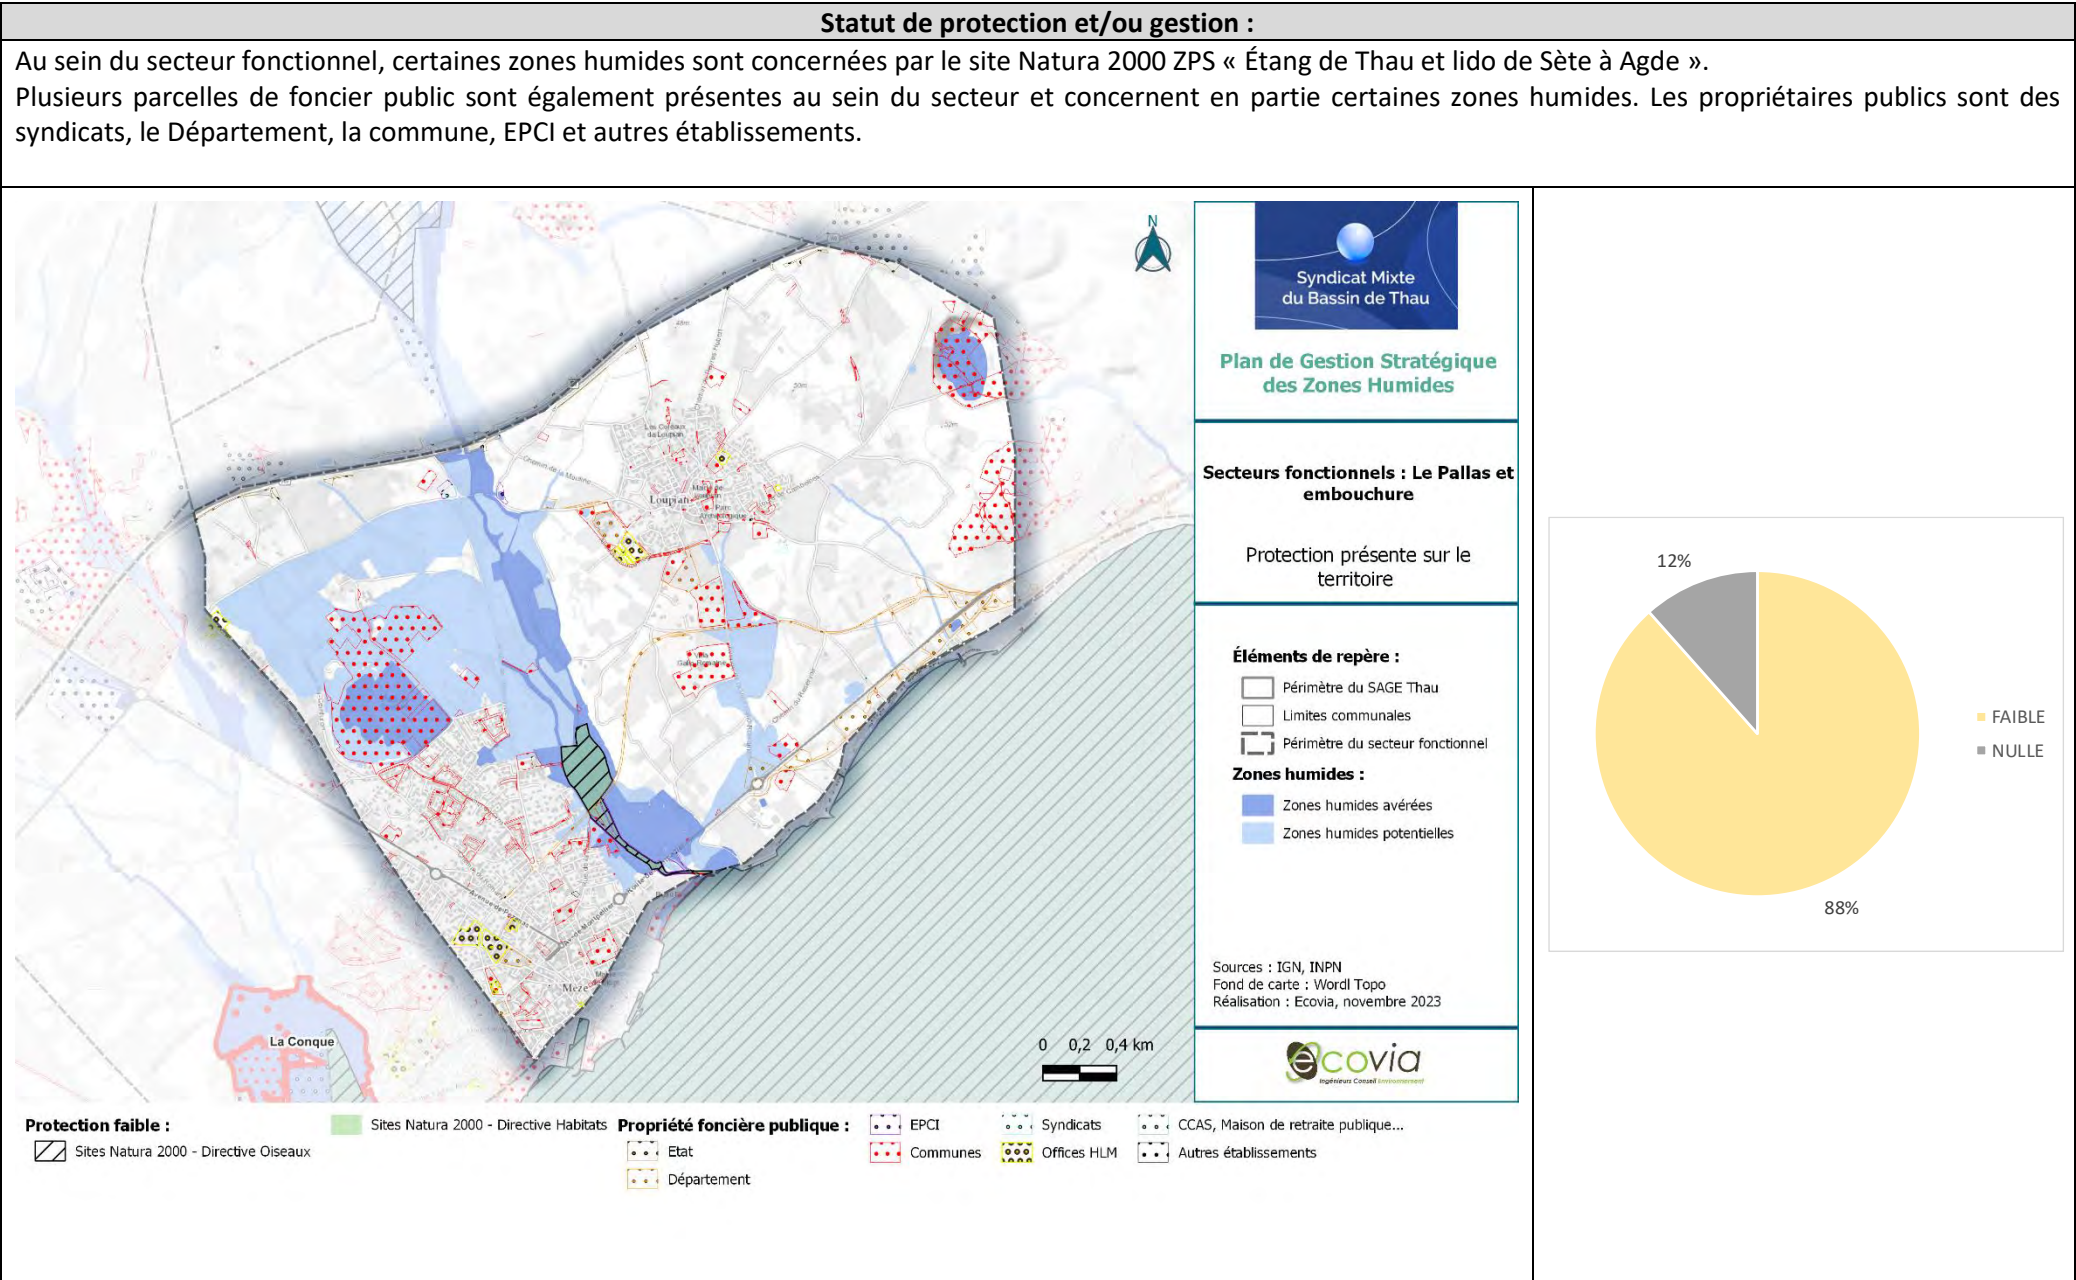 Statut de protection et/ou gestion :
Au sein du secteur fonctionnel, certaines zones humides sont concernées par le site Natura 2000 ZPS « Étang de Thau et lido de Sète à Agde ».
Plusieurs parcelles de foncier public sont également présentes au sein du secteur et concernent en partie certaines zones humides. Les propriétaires publics sont des
syndicats, le Département, la commune, EPCI et autres établissements.
N
Loupian
Mèze
La Conque
0 0,2 0,4 km
Syndicat Mixte
du Bassin de Thau
Plan de Gestion Stratégique
des Zones Humides
Secteurs fonctionnels : Le Pallas et
embouchure
Protection présente sur le
territoire
Éléments de repère :
Périmètre du SAGE Thau
Limites communales
Périmètre du secteur fonctionnel
Zones humides :
Zones humides avérées
Zones humides potentielles
Sources : IGN, INPN
Fond de carte : Wordl Topo
Réalisation : Ecovia, novembre 2023
ecovia
Ingénieurs Conseil Environnement
12%
88%
FAIBLE
NULLE
Protection faible :
Sites Natura 2000 - Directive Oiseaux
Sites Natura 2000 - Directive Habitats
Propriété foncière publique :
Etat
Département
EPCI
Communes
Syndicats
Offices HLM
CCAS, Maison de retraite publique...
Autres établissements